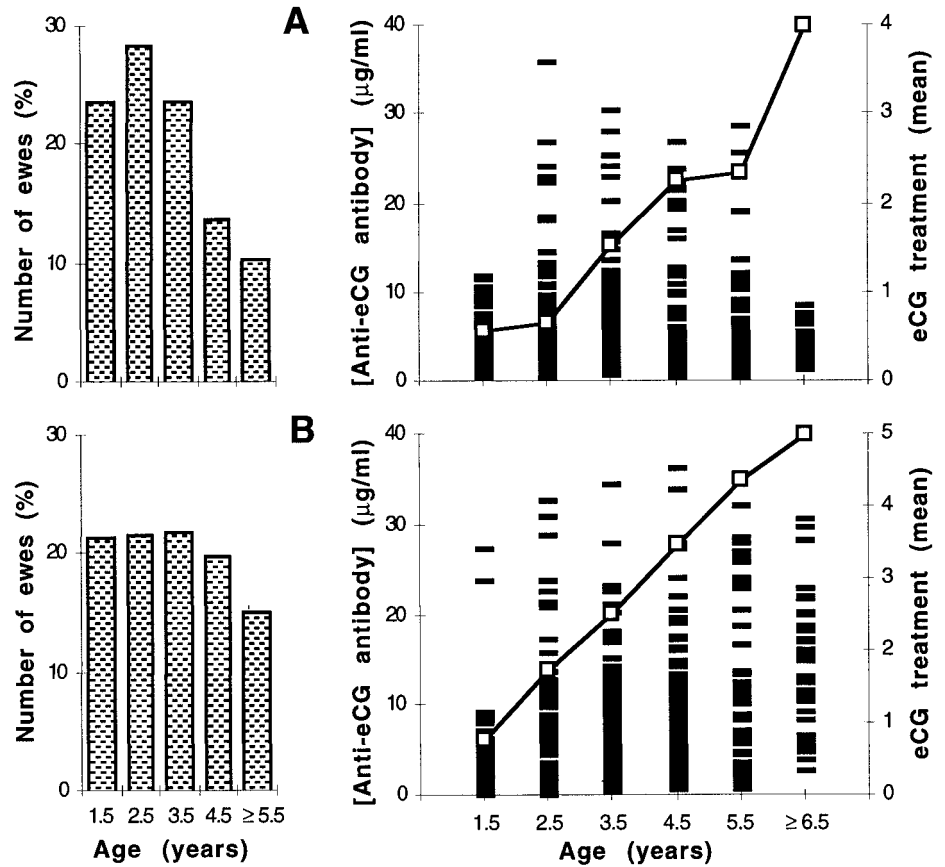 A
Number of ewes (%)
30
20
10
0
[Anti-eCG antibody] (µg/ml)
40
30
20
10
0
eCG treatment (mean)
4
3
2
1
0
1.5 2.5 3.5 4.5 5.5 ≥ 6.5
B
Number of ewes (%)
30
20
10
0
1.5 2.5 3.5 4.5 ≥ 5.5
Age (years)
[Anti-eCG antibody] (µg/ml)
40
30
20
10
0
eCG treatment (mean)
5
4
3
2
1
0
1.5 2.5 3.5 4.5 5.5 ≥ 6.5
Age (years)